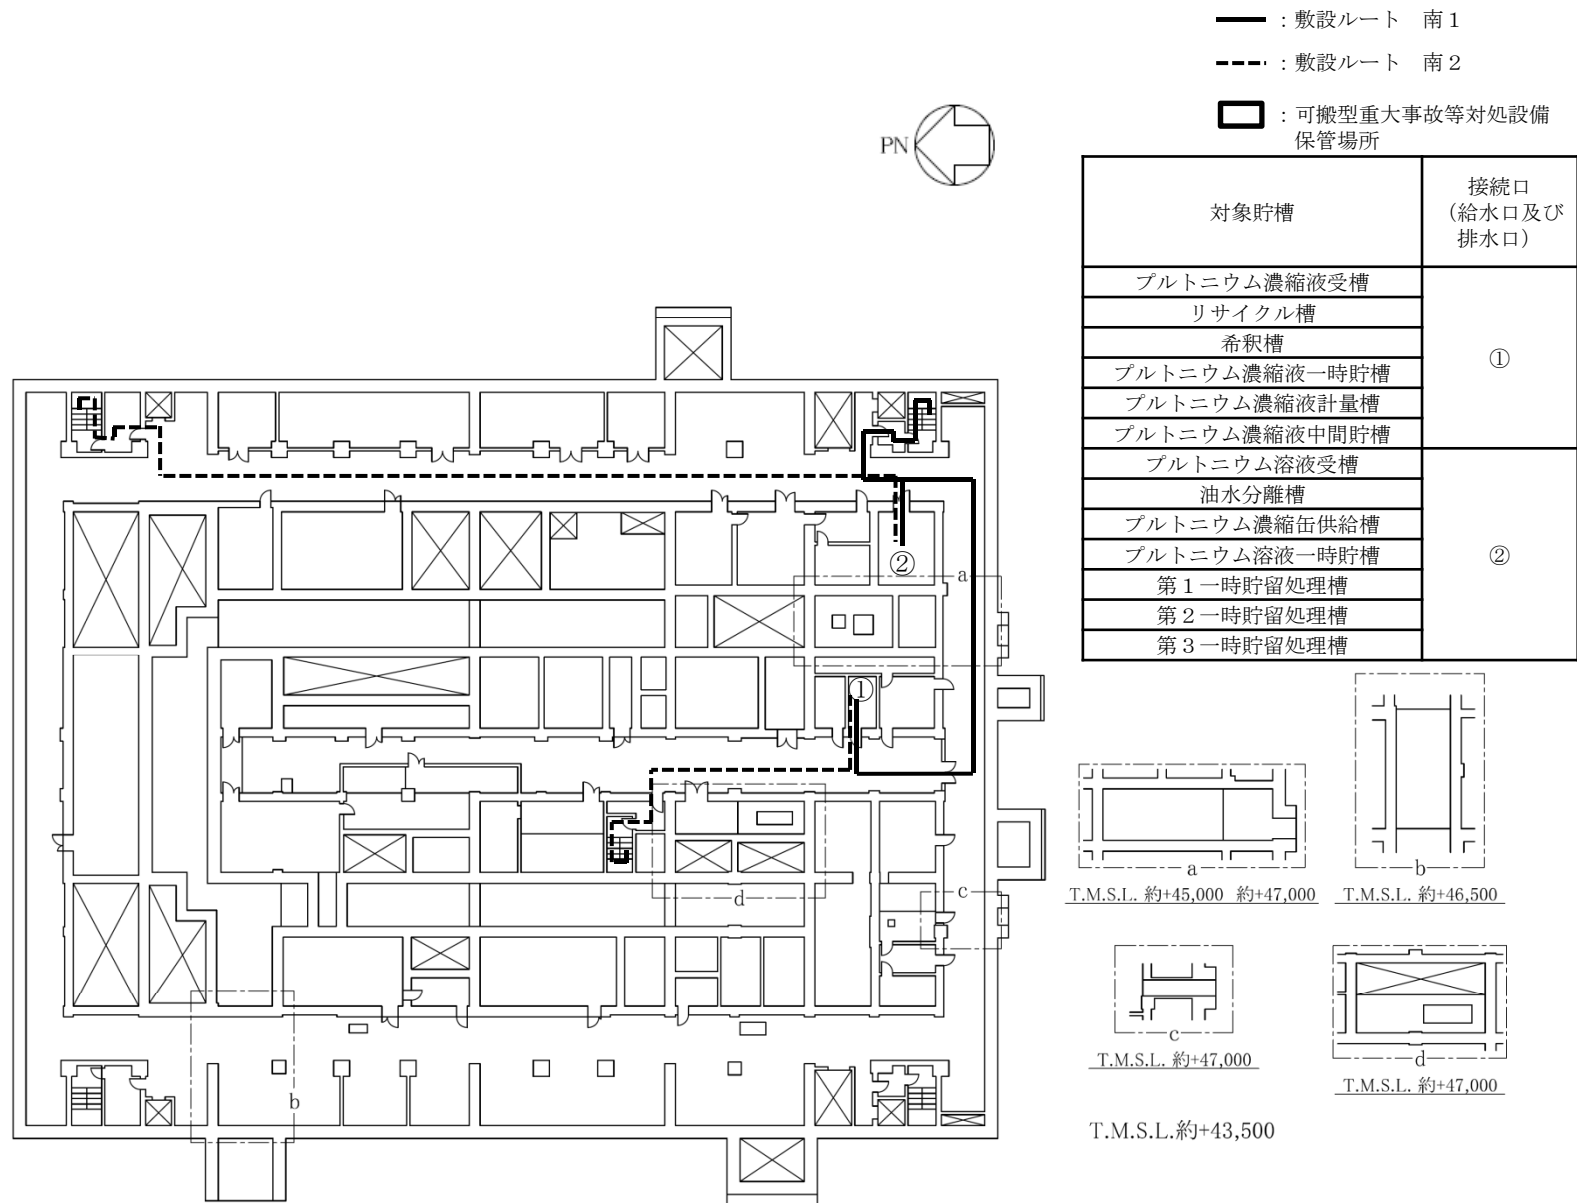 ：敷設ルート　南１
：敷設ルート　南２
：可搬型重大事故等対処設備
保管場所
PN
対象貯槽
接続口
（給水口及び
排水口）
プルトニウム濃縮液受槽
リサイクル槽
希釈槽
プルトニウム濃縮液一時貯槽
プルトニウム濃縮液計量槽
プルトニウム濃縮液中間貯槽
①
プルトニウム溶液受槽
油水分離槽
プルトニウム濃縮缶供給槽
プルトニウム溶液一時貯槽
第１一時貯留処理槽
第２一時貯留処理槽
第３一時貯留処理槽
②
②
a
①
d
c
b
a
T.M.S.L. 約+45,000 約+47,000
b
T.M.S.L. 約+46,500
c
T.M.S.L. 約+47,000
d
T.M.S.L. 約+47,000
T.M.S.L.約+43,500